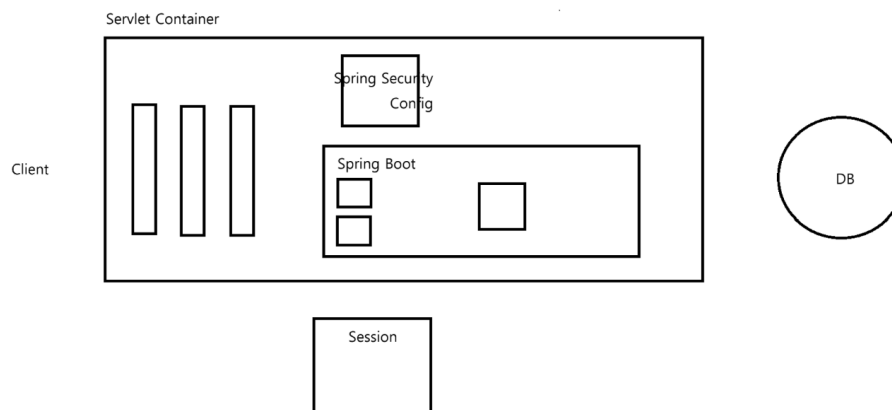 Servlet Container
Spring Security
Config
Spring Boot
Client
DB
Session